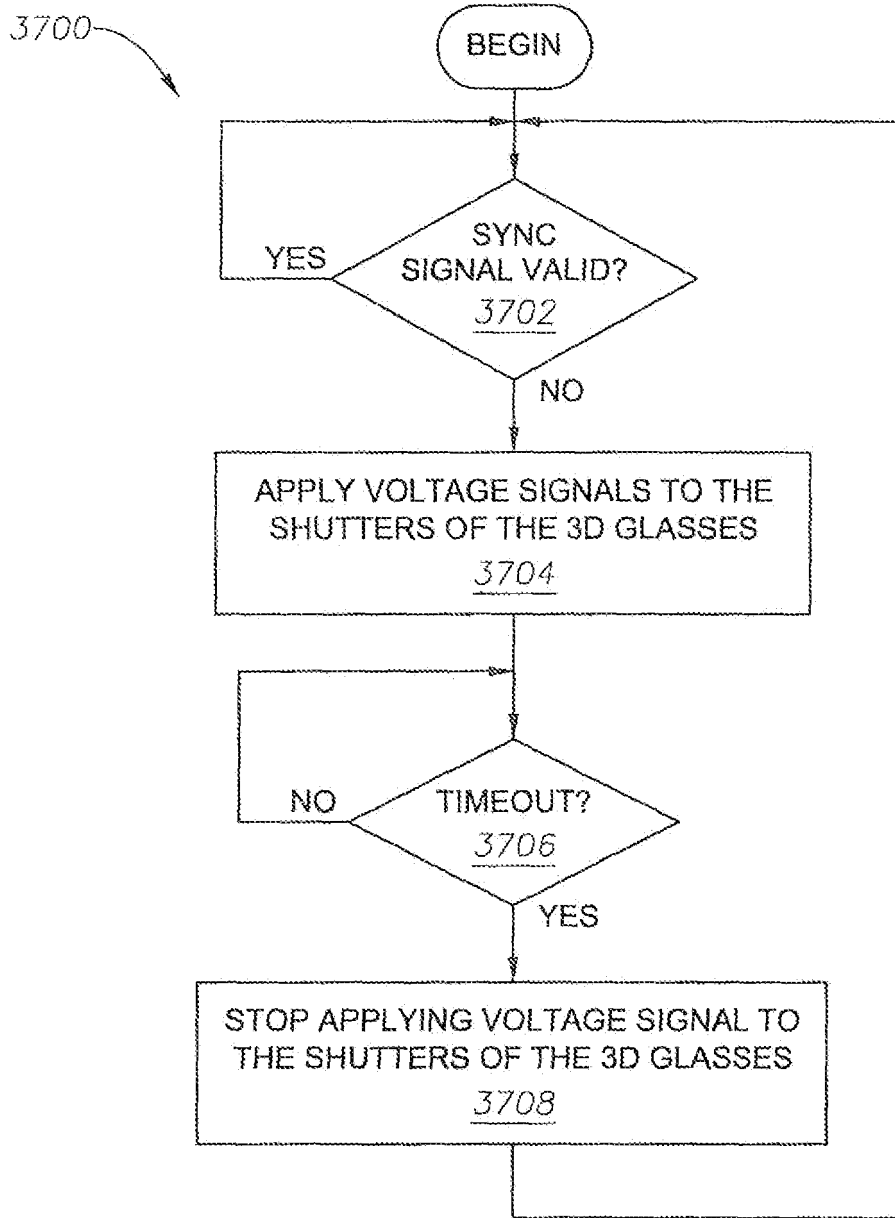 3700
BEGIN
SYNC
SIGNAL VALID?
3702
YES
NO
APPLY VOLTAGE SIGNALS TO THE
SHUTTERS OF THE 3D GLASSES
3704
TIMEOUT?
NO
3706
YES
STOP APPLYING VOLTAGE SIGNAL TO
THE SHUTTERS OF THE 3D GLASSES
3708